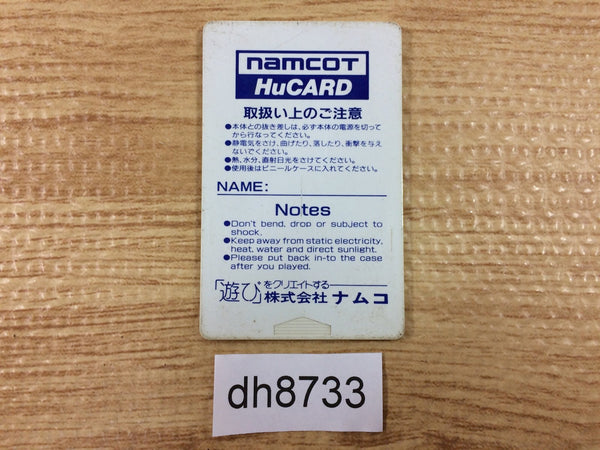 namcoT
HuCARD
取扱い上のご注意
●本体との抜き差しは、必ず本体の電源を切って
から行なってください。
●静電気をさけ、曲げたり、落したり、衝撃を与え
ないでください。
●熱、水分、直射日光をさけてください。
●使用後はビニールケースに入れてください。
NAME:
Notes
●Don't bend, drop or subject to
shock.
●Keep away from static electricity,
heat, water and direct sunlight.
●Please put back in-to the case
after you played.
「遊び」をクリエイトする
株式会社 ナムコ
dh8733